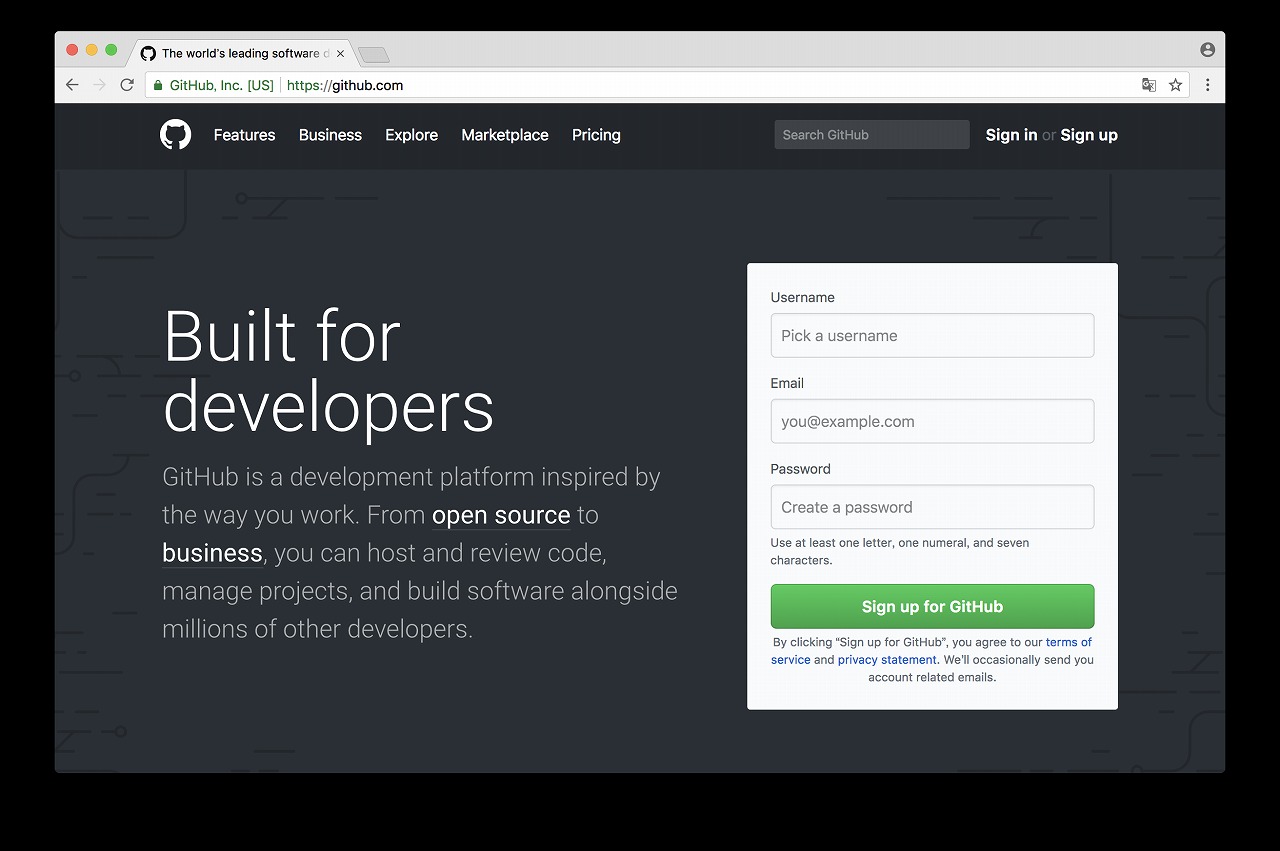 The world's leading software d
GitHub, Inc. [US] https://github.com
Features Business Explore Marketplace Pricing Search GitHub Sign in or Sign up
Built for
developers
GitHub is a development platform inspired by
the way you work. From open source to
business, you can host and review code,
manage projects, and build software alongside
millions of other developers.
Username
Pick a username
Email
you@example.com
Password
Create a password
Use at least one letter, one numeral, and seven
characters.
Sign up for GitHub
By clicking “Sign up for GitHub”, you agree to our terms of
service and privacy statement. We'll occasionally send you
account related emails.